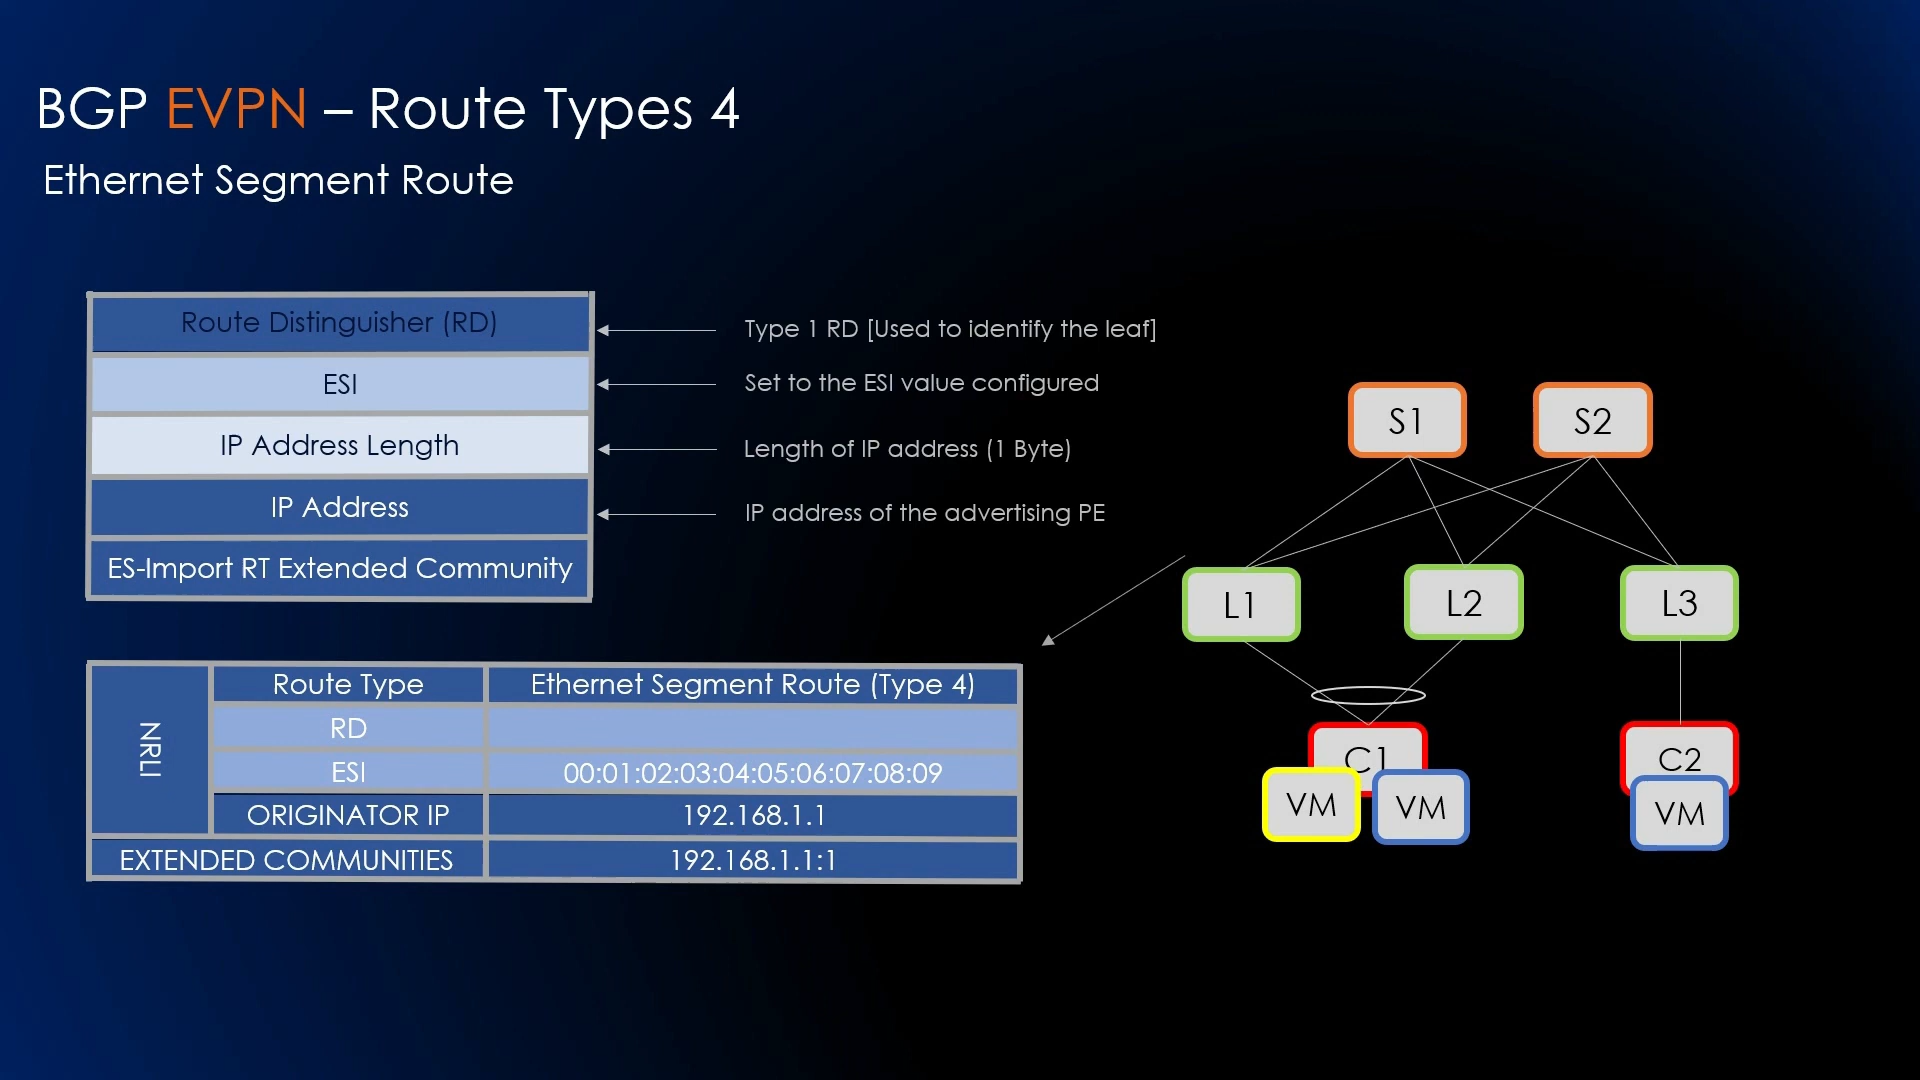 BGP EVPN – Route Types 4
Ethernet Segment Route
Route Distinguisher (RD)
Type 1 RD [Used to identify the leaf]
ESI
Set to the ESI value configured
IP Address Length
Length of IP address (1 Byte)
IP Address
IP address of the advertising PE
ES-Import RT Extended Community
NRLI
Route Type
Ethernet Segment Route (Type 4)
RD
ESI
00:01:02:03:04:05:06:07:08:09
ORIGINATOR IP
192.168.1.1
EXTENDED COMMUNITIES
192.168.1.1:1
S1
S2
L1
L2
L3
C1
C2
VM
VM
VM